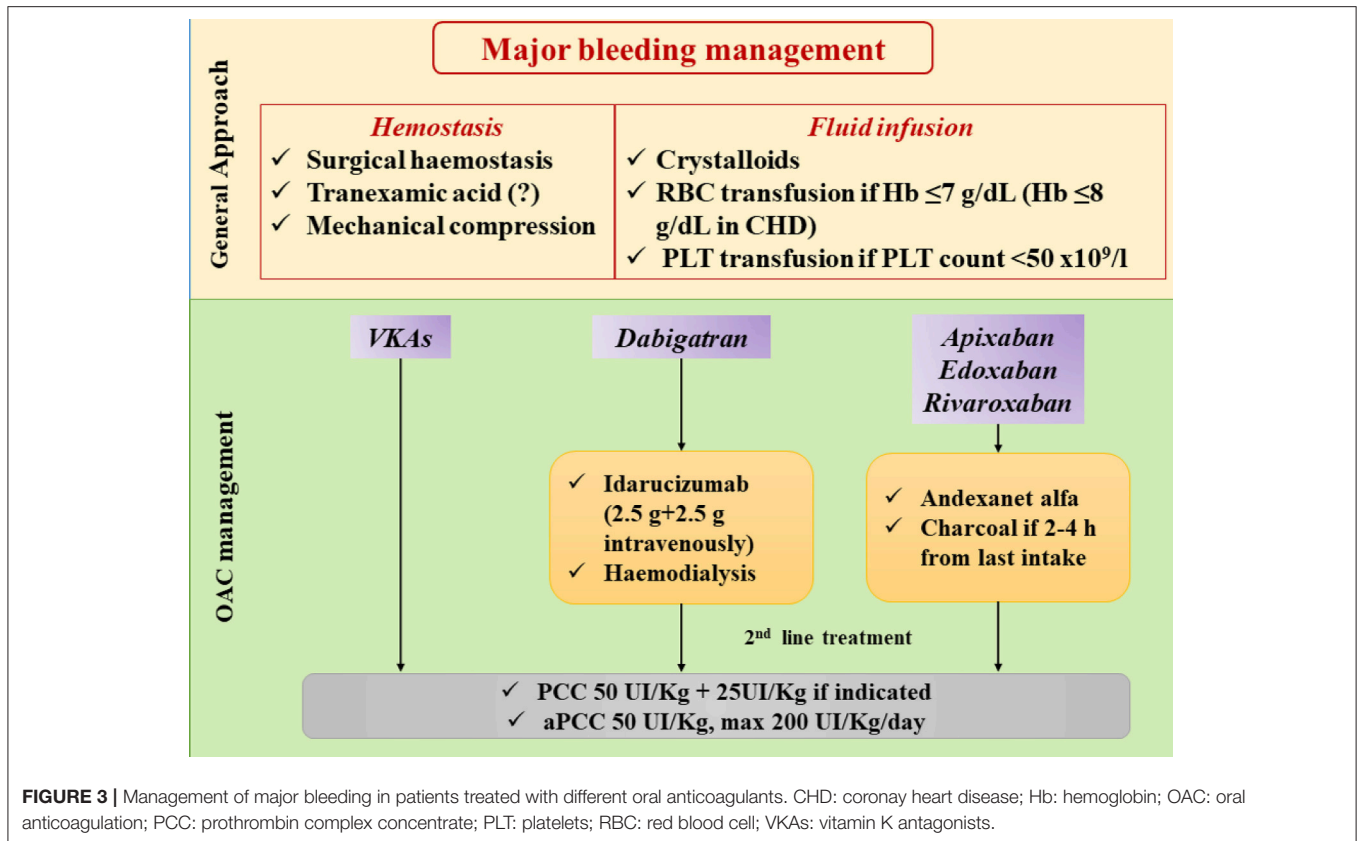 Major bleeding management
General Approach
Hemostasis
✓ Surgical haemostasis
✓ Tranexamic acid (?)
✓ Mechanical compression
Fluid infusion
✓ Crystalloids
✓ RBC transfusion if Hb ≤7 g/dL (Hb ≤8
g/dL in CHD)
✓ PLT transfusion if PLT count <50 x10⁹/l
OAC management
VKAs
Dabigatran
Apixaban
Edoxaban
Rivaroxaban
✓ Idarucizumab
(2.5 g+2.5 g
intravenously)
✓ Haemodialysis
✓ Andexanet alfa
✓ Charcoal if 2-4 h
from last intake
2nd line treatment
✓ PCC 50 UI/Kg + 25UI/Kg if indicated
✓ aPCC 50 UI/Kg, max 200 UI/Kg/day
FIGURE 3 | Management of major bleeding in patients treated with different oral anticoagulants. CHD: coronay heart disease; Hb: hemoglobin; OAC: oral
anticoagulation; PCC: prothrombin complex concentrate; PLT: platelets; RBC: red blood cell; VKAs: vitamin K antagonists.